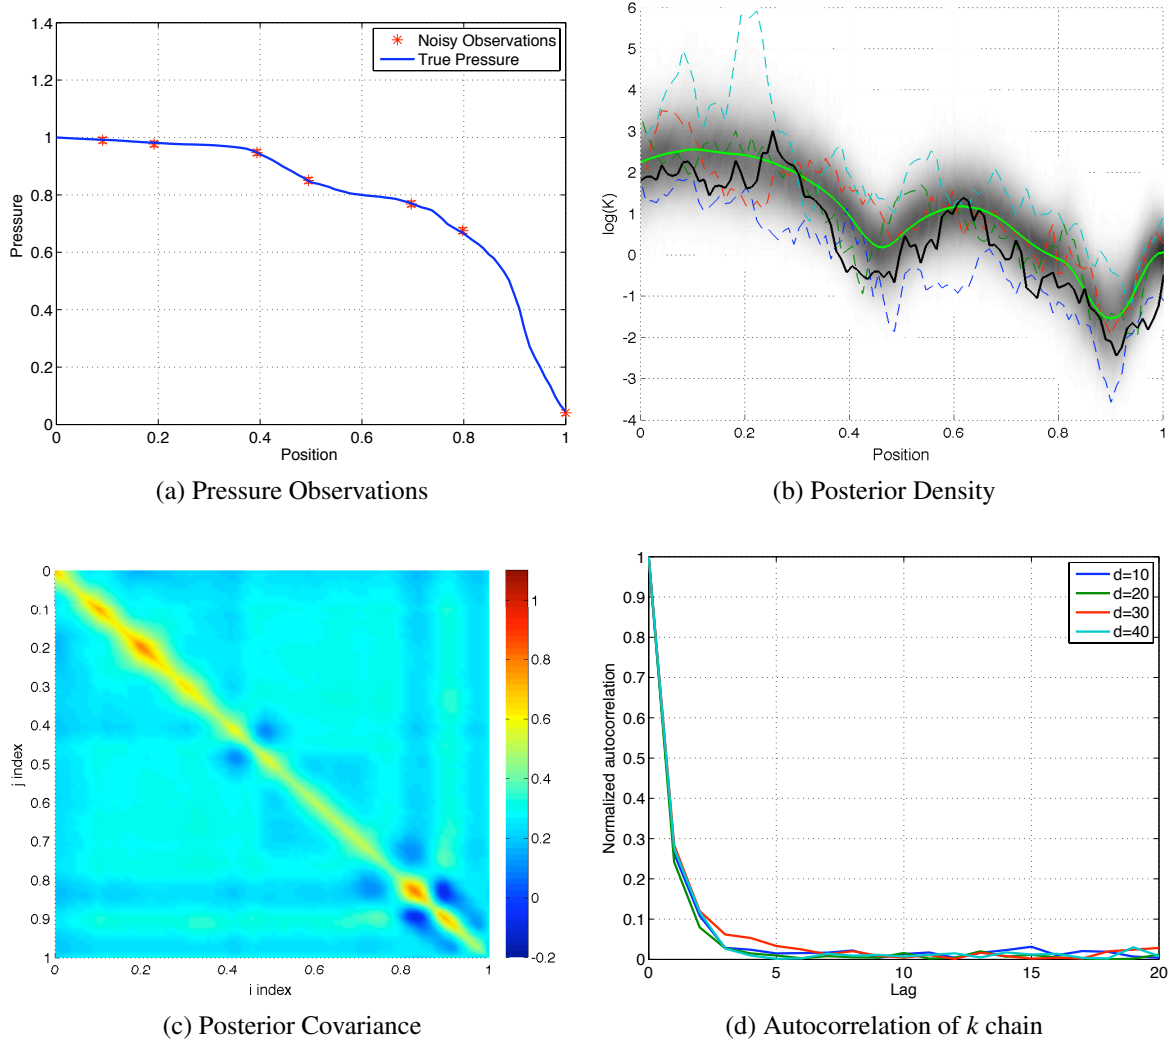 1.4
1.2
1
0.8
0.6
0.4
0.2
0
Pressure
Noisy Observations
True Pressure
0 0.2 0.4 0.6 0.8 1
Position
(a) Pressure Observations
6
5
4
3
2
1
0
-1
-2
-3
-4
log(K)
0 0.2 0.4 0.6 0.8 1
Position
(b) Posterior Density
0
0.1
0.2
0.3
0.4
0.5
0.6
0.7
0.8
0.9
1
j index
0 0.2 0.4 0.6 0.8 1
i index
1
0.8
0.6
0.4
0.2
0
-0.2
(c) Posterior Covariance
1
0.9
0.8
0.7
0.6
0.5
0.4
0.3
0.2
0.1
0
Normalized autocorrelation
d=10
d=20
d=30
d=40
0 5 10 15 20
Lag
(d) Autocorrelation of k chain